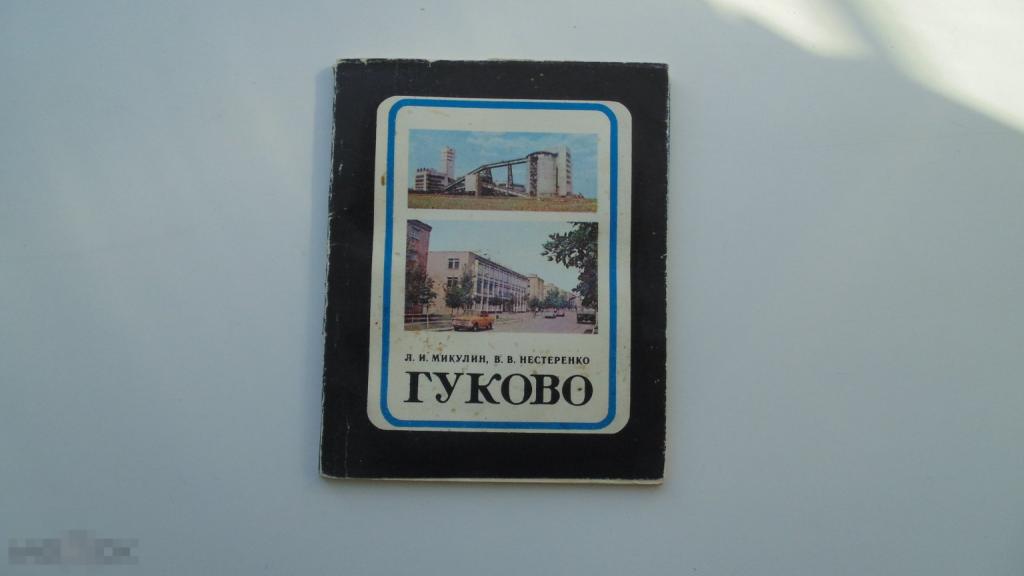 Л. И. МИКУЛИН, В. В. НЕСТЕРЕНКО
ГУКОВО